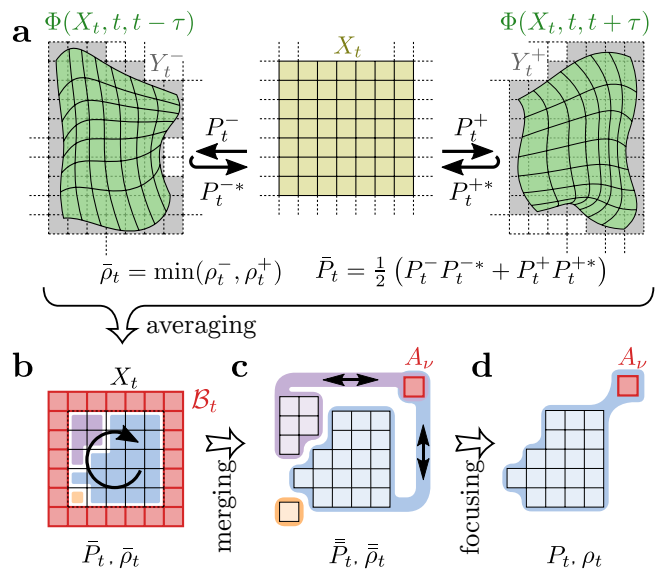 a
Φ(X_t, t, t − τ)
Y_t^−
X_t
Φ(X_t, t, t + τ)
Y_t^+
P_t^−
P_t^{−*}
P_t^+
P_t^{+*}
ρ̄_t = min(ρ_t^−, ρ_t^+)
P̄_t = 1/2 (P_t^− P_t^{−*} + P_t^+ P_t^{+*})
averaging
b
X_t
ℬ_t
P̄_t, ρ̄_t
merging
c
A_ν
P̿_t, ρ̿_t
focusing
d
A_ν
P_t, ρ_t